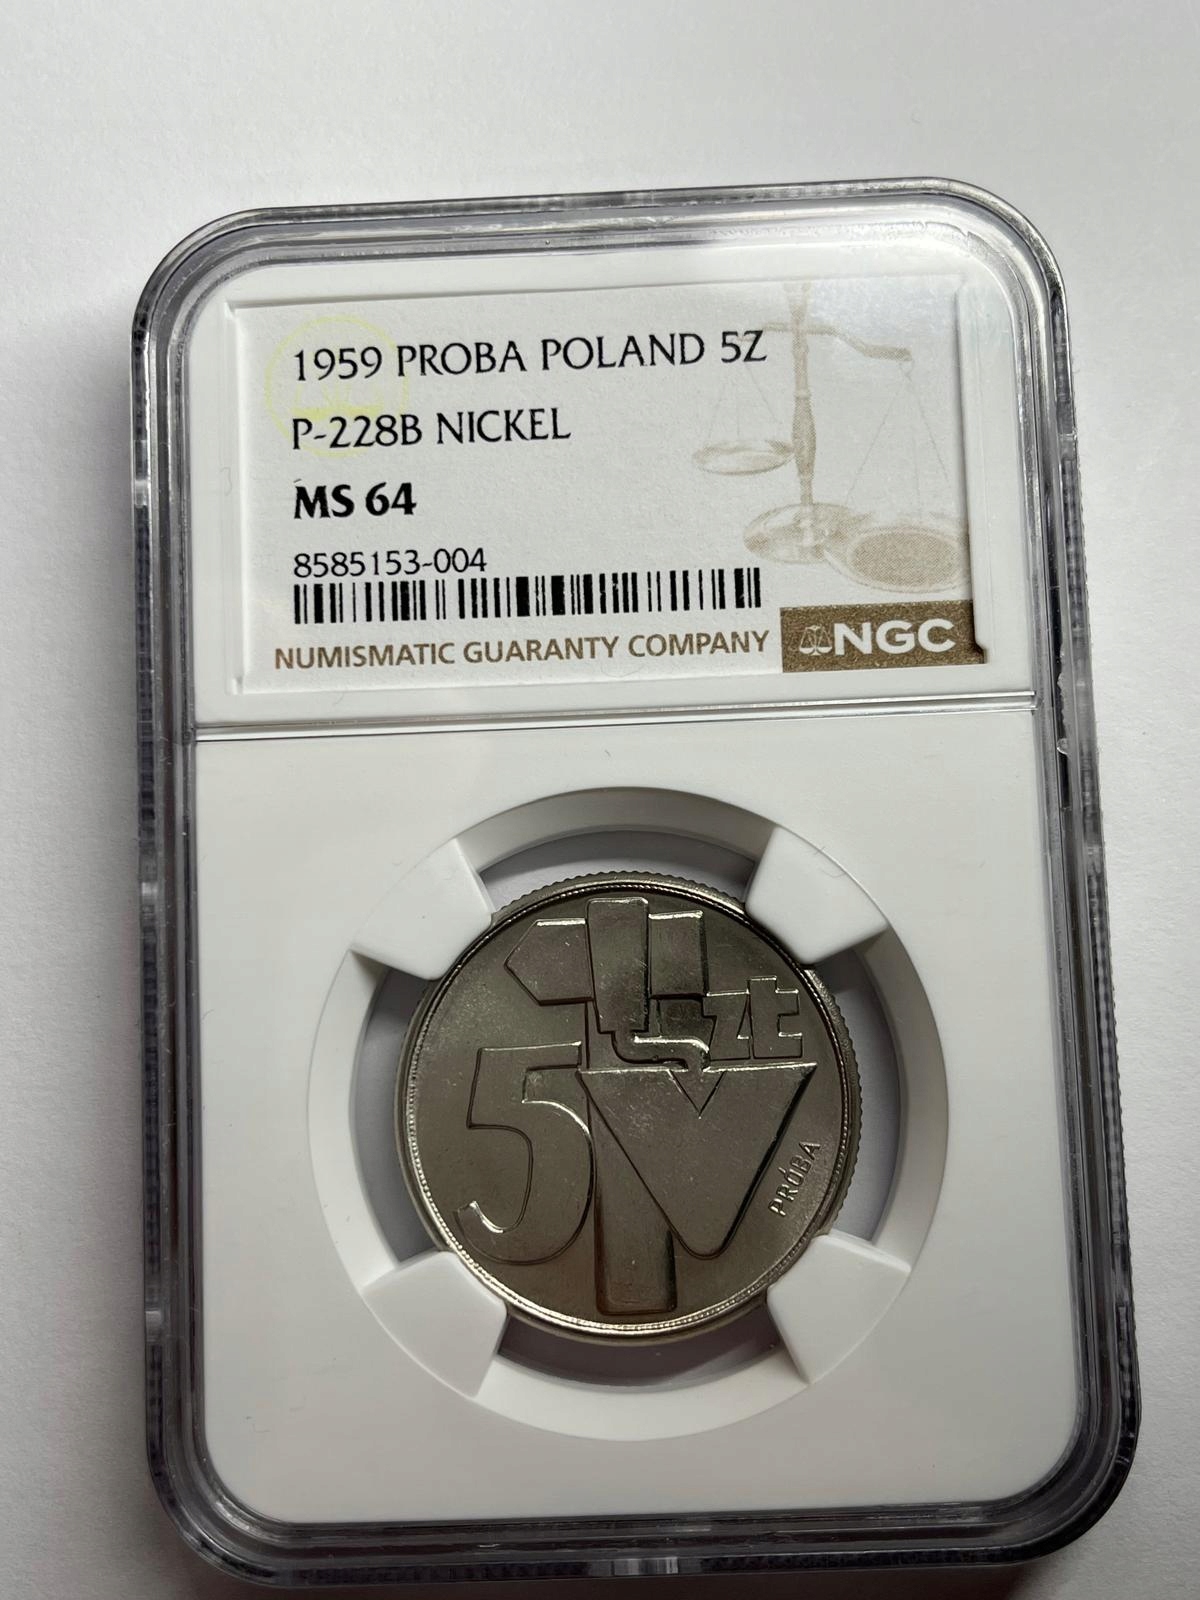 1959 PROBA POLAND 5Z
P-228B NICKEL
MS 64
8585153-004
NUMISMATIC GUARANTY COMPANY
NGC
zł
5
PRÓBA